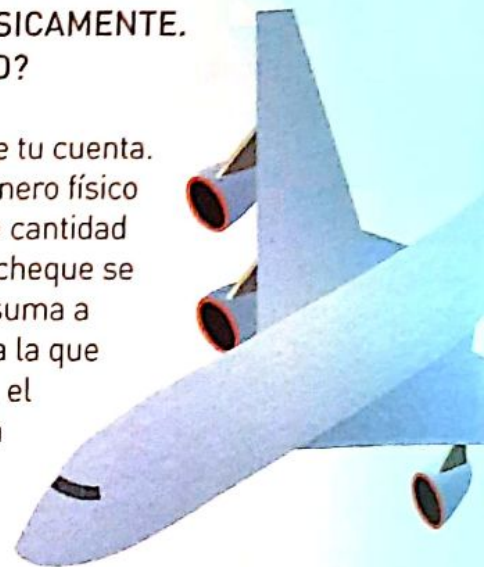 SICAMENTE.
O?
e tu cuenta.
nero físico
cantidad
cheque se
suma a
a la que
el